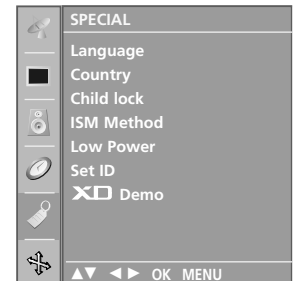 SPECIAL
Language
Country
Child lock
ISM Method
Low Power
Set ID
XD Demo
▲▼ ◄► OK MENU